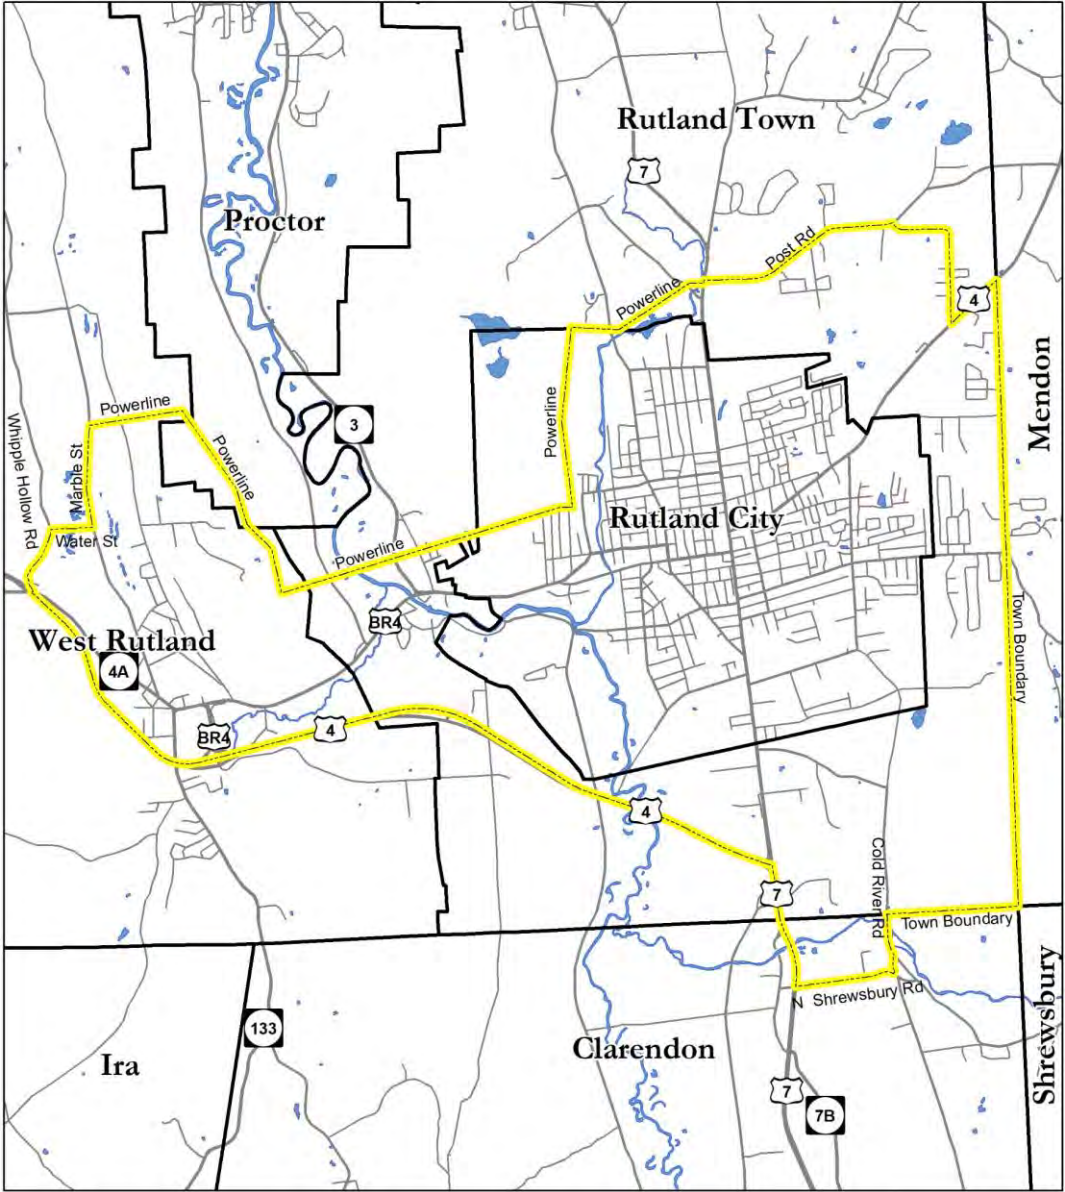 Rutland Town
7
Proctor
Post Rd
Powerline
4
Mendon
Powerline
3
Powerline
Whipple Hollow Rd
Marble St
Powerline
Rutland City
Water St
Powerline
Town Boundary
BR4
West Rutland
4A
BR4
4
4
Cold River Rd
7
Town Boundary
N Shrewsbury Rd
Shrewsbury
133
Clarendon
Ira
7
7B